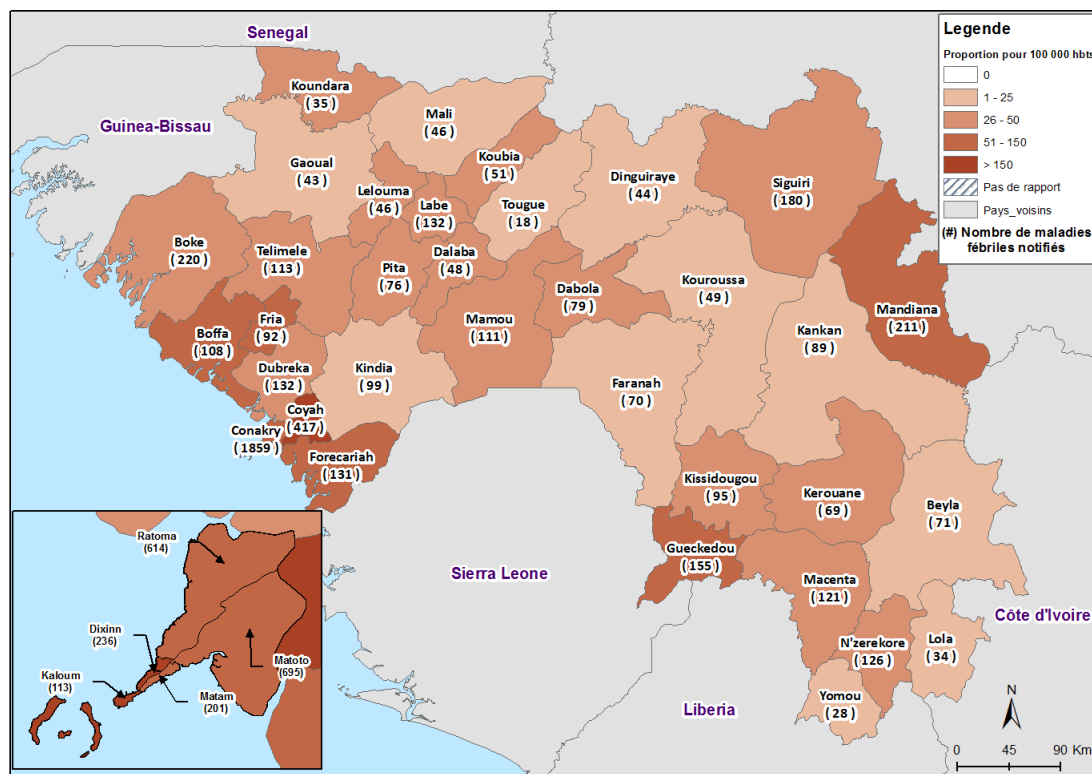 Senegal
Guinea-Bissau
Koundara
( 35 )
Mali
( 46 )
Gaoual
( 43 )
Koubia
( 51 )
Lelouma
( 46 )
Labe
( 132 )
Tougue
( 18 )
Dinguiraye
( 44 )
Siguiri
( 180 )
Boke
( 220 )
Telimele
( 113 )
Pita
( 76 )
Dalaba
( 48 )
Dabola
( 79 )
Kouroussa
( 49 )
Mandiana
( 211 )
Boffa
( 108 )
Fria
( 92 )
Mamou
( 111 )
Kankan
( 89 )
Dubreka
( 132 )
Kindia
( 99 )
Faranah
( 70 )
Coyah
( 417 )
Conakry
( 1859 )
Forecariah
( 131 )
Kissidougou
( 95 )
Kerouane
( 69 )
Beyla
( 71 )
Gueckedou
( 155 )
Macenta
( 121 )
N'zerekore
( 126 )
Lola
( 34 )
Yomou
( 28 )
Sierra Leone
Liberia
Côte d'Ivoire
Ratoma
(614)
Dixinn
(236)
Kaloum
(113)
Matoto
(695)
Matam
(201)
Legende
Proportion pour 100 000 hbts
0
1 - 25
26 - 50
51 - 150
> 150
Pas de rapport
Pays_voisins
(#) Nombre de maladies
fébriles notifiés
N
0 45 90 Km